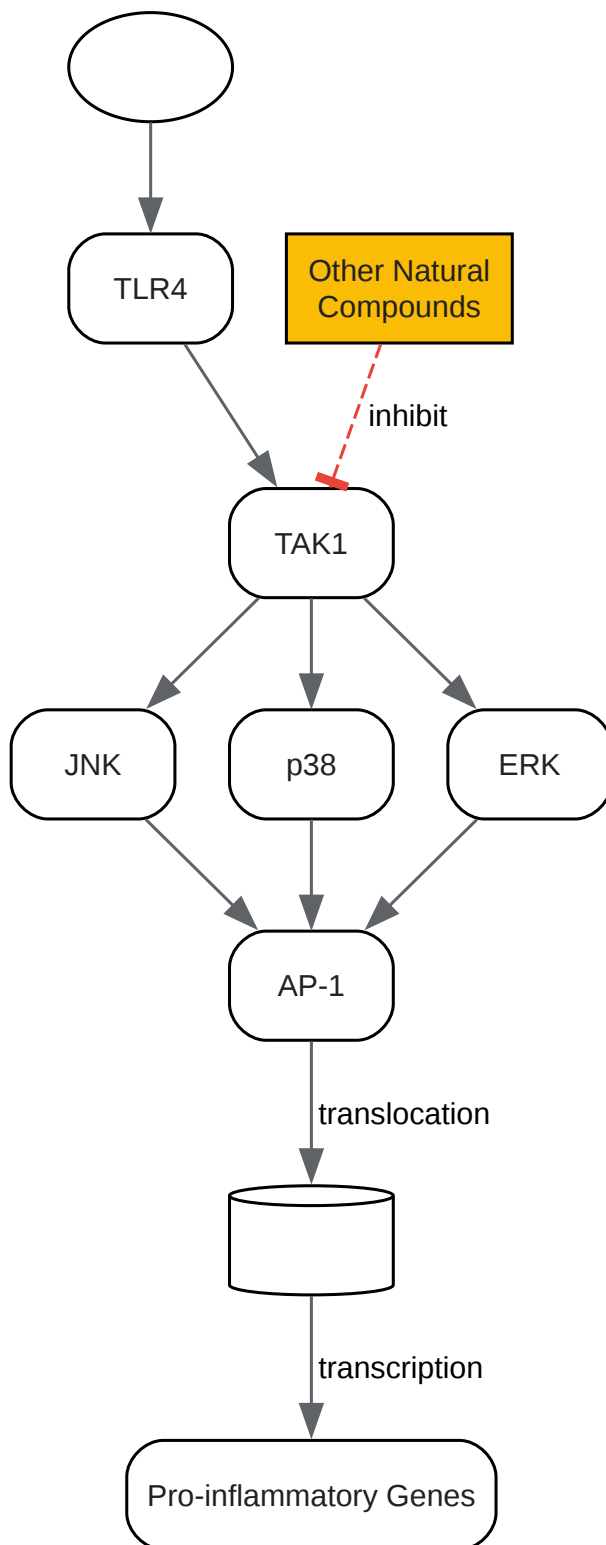 TLR4
Other Natural
Compounds
inhibit
TAK1
JNK
p38
ERK
AP-1
translocation
transcription
Pro-inflammatory Genes